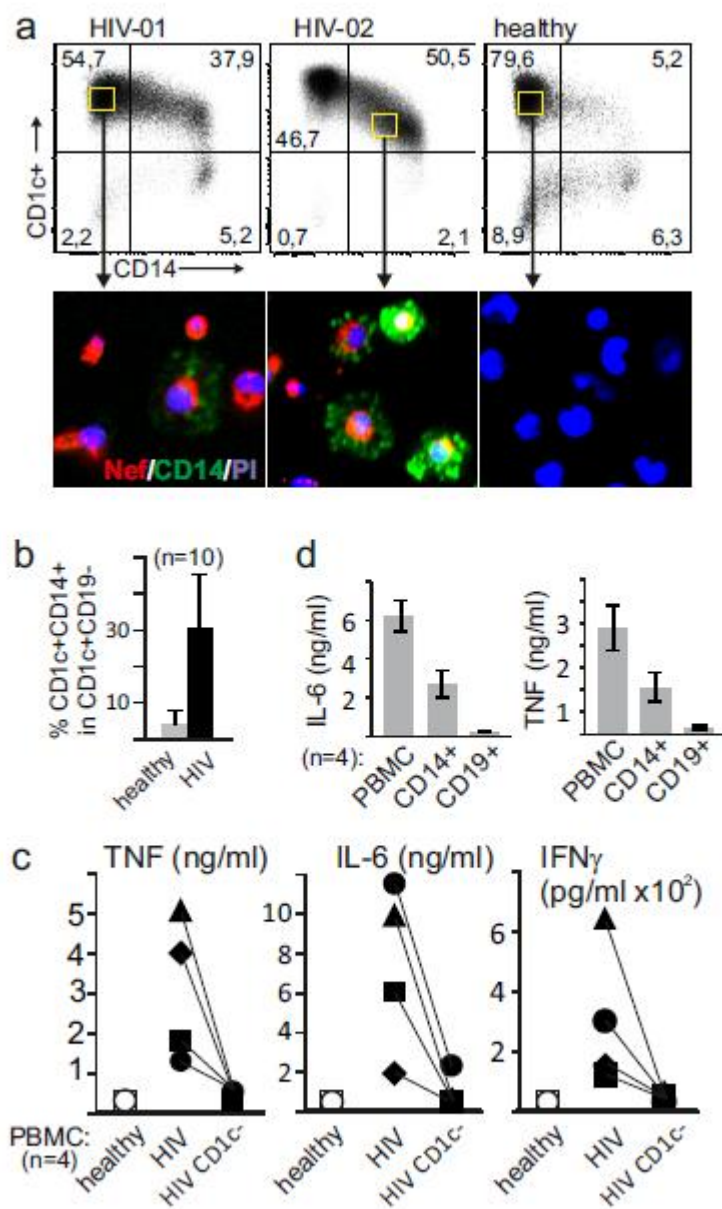 a
HIV-01
HIV-02
healthy
54,7
37,9
50,5
79,6
5,2
46,7
2,2
5,2
0,7
2,1
8,9
6,3
CD1c+
CD14
Nef/CD14/PI
b
(n=10)
% CD1c+CD14+
in CD1c+CD19-
30
10
healthy
HIV
d
IL-6 (ng/ml)
6
4
2
(n=4):
PBMC
CD14+
CD19+
TNF (ng/ml)
3
2
1
PBMC
CD14+
CD19+
c
TNF (ng/ml)
5
4
3
2
1
IL-6 (ng/ml)
10
8
6
4
2
IFNγ
(pg/ml x10²)
6
4
2
PBMC:
(n=4)
healthy
HIV
HIV CD1c-
healthy
HIV
HIV CD1c-
healthy
HIV
HIV CD1c-